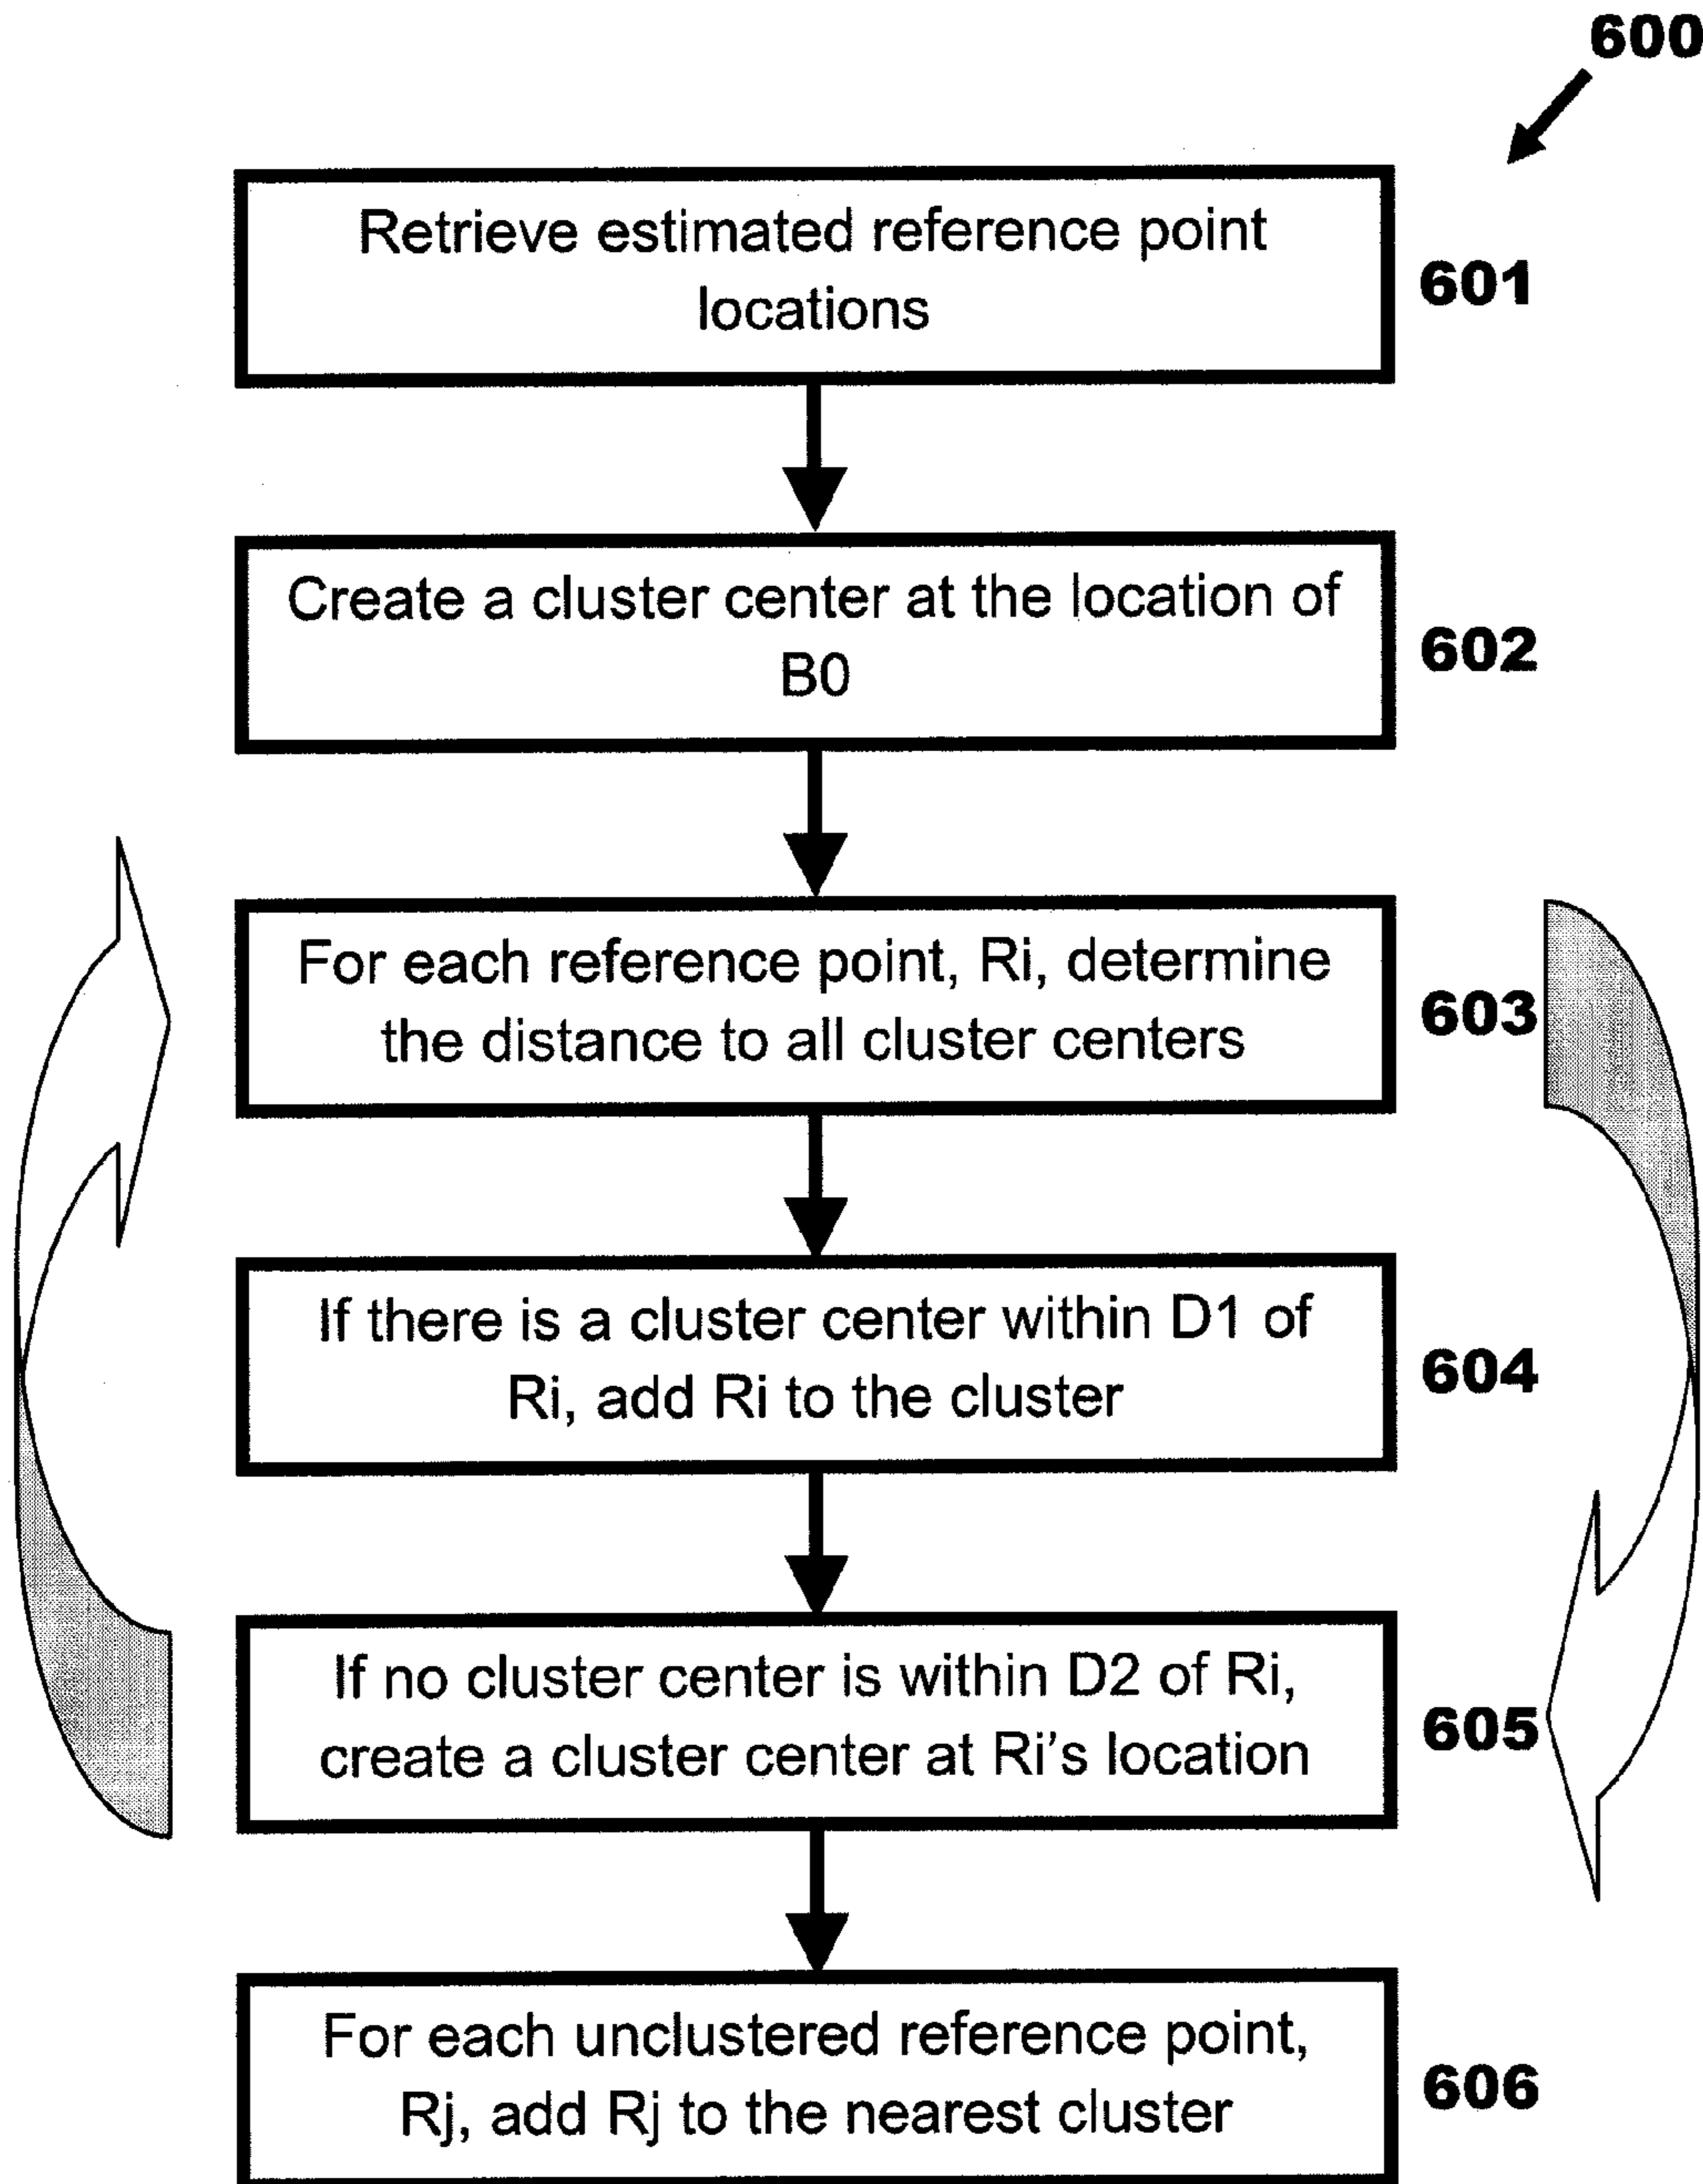 600
Retrieve estimated reference point
locations
601
Create a cluster center at the location of
B0
602
For each reference point, Ri, determine
the distance to all cluster centers
603
If there is a cluster center within D1 of
Ri, add Ri to the cluster
604
If no cluster center is within D2 of Ri,
create a cluster center at Ri's location
605
For each unclustered reference point,
Rj, add Rj to the nearest cluster
606